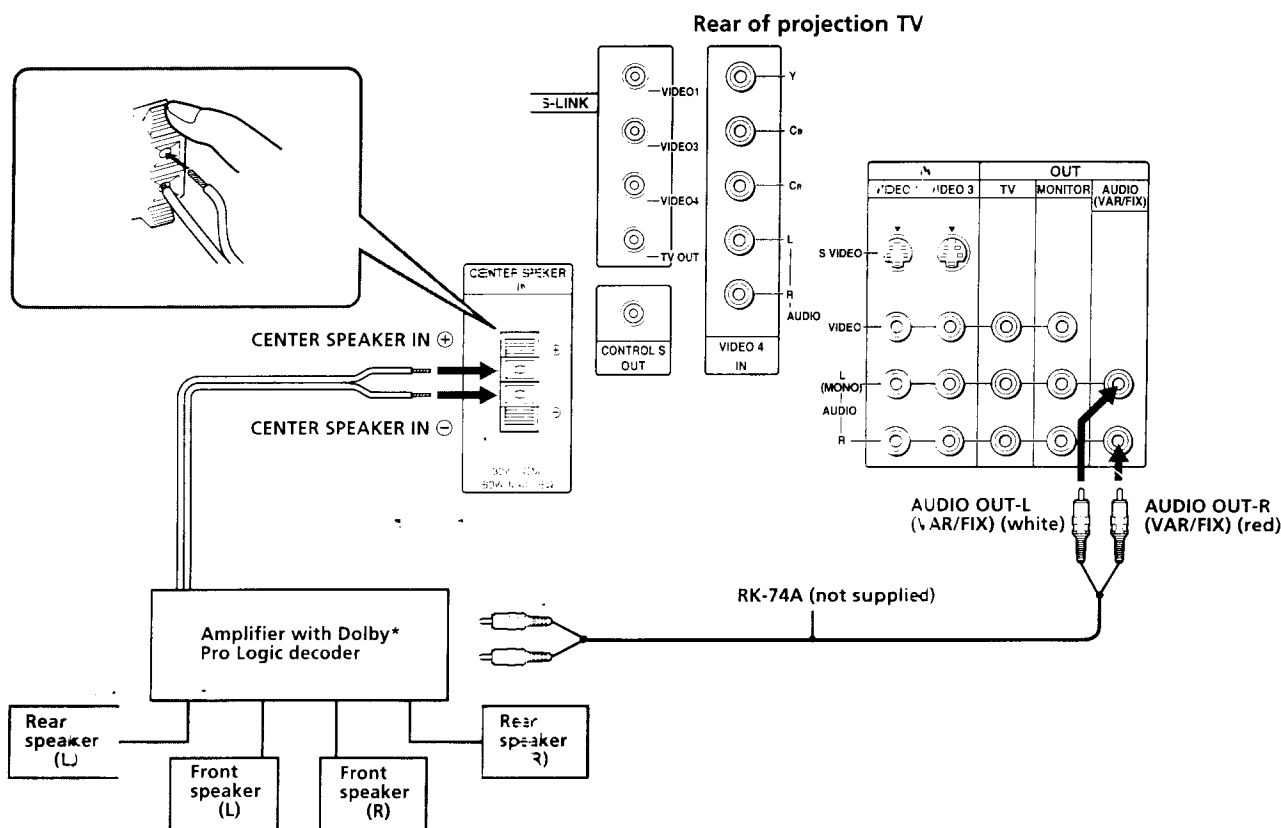 Rear of projection TV
S-LINK
VIDEO1
VIDEO3
VIDEO4
TV OUT
CONTROL S
OUT
Y
CB
CR
L
R
AUDIO
VIDEO 4
IN
OUT
VIDEO 3
TV
MONITOR
AUDIO
(VAR/FIX)
S VIDEO
VIDEO
L
(MONO)
AUDIO
R
CENTER SPEKER
IN
CENTER SPEAKER IN ⊕
⊕
⊖
CENTER SPEAKER IN ⊖
AUDIO OUT-L
(VAR/FIX) (white)
AUDIO OUT-R
(VAR/FIX) (red)
RK-74A (not supplied)
Amplifier with Dolby*
Pro Logic decoder
Rear
speaker
(L)
Front
speaker
(L)
Front
speaker
(R)
Rear
speaker
(R)